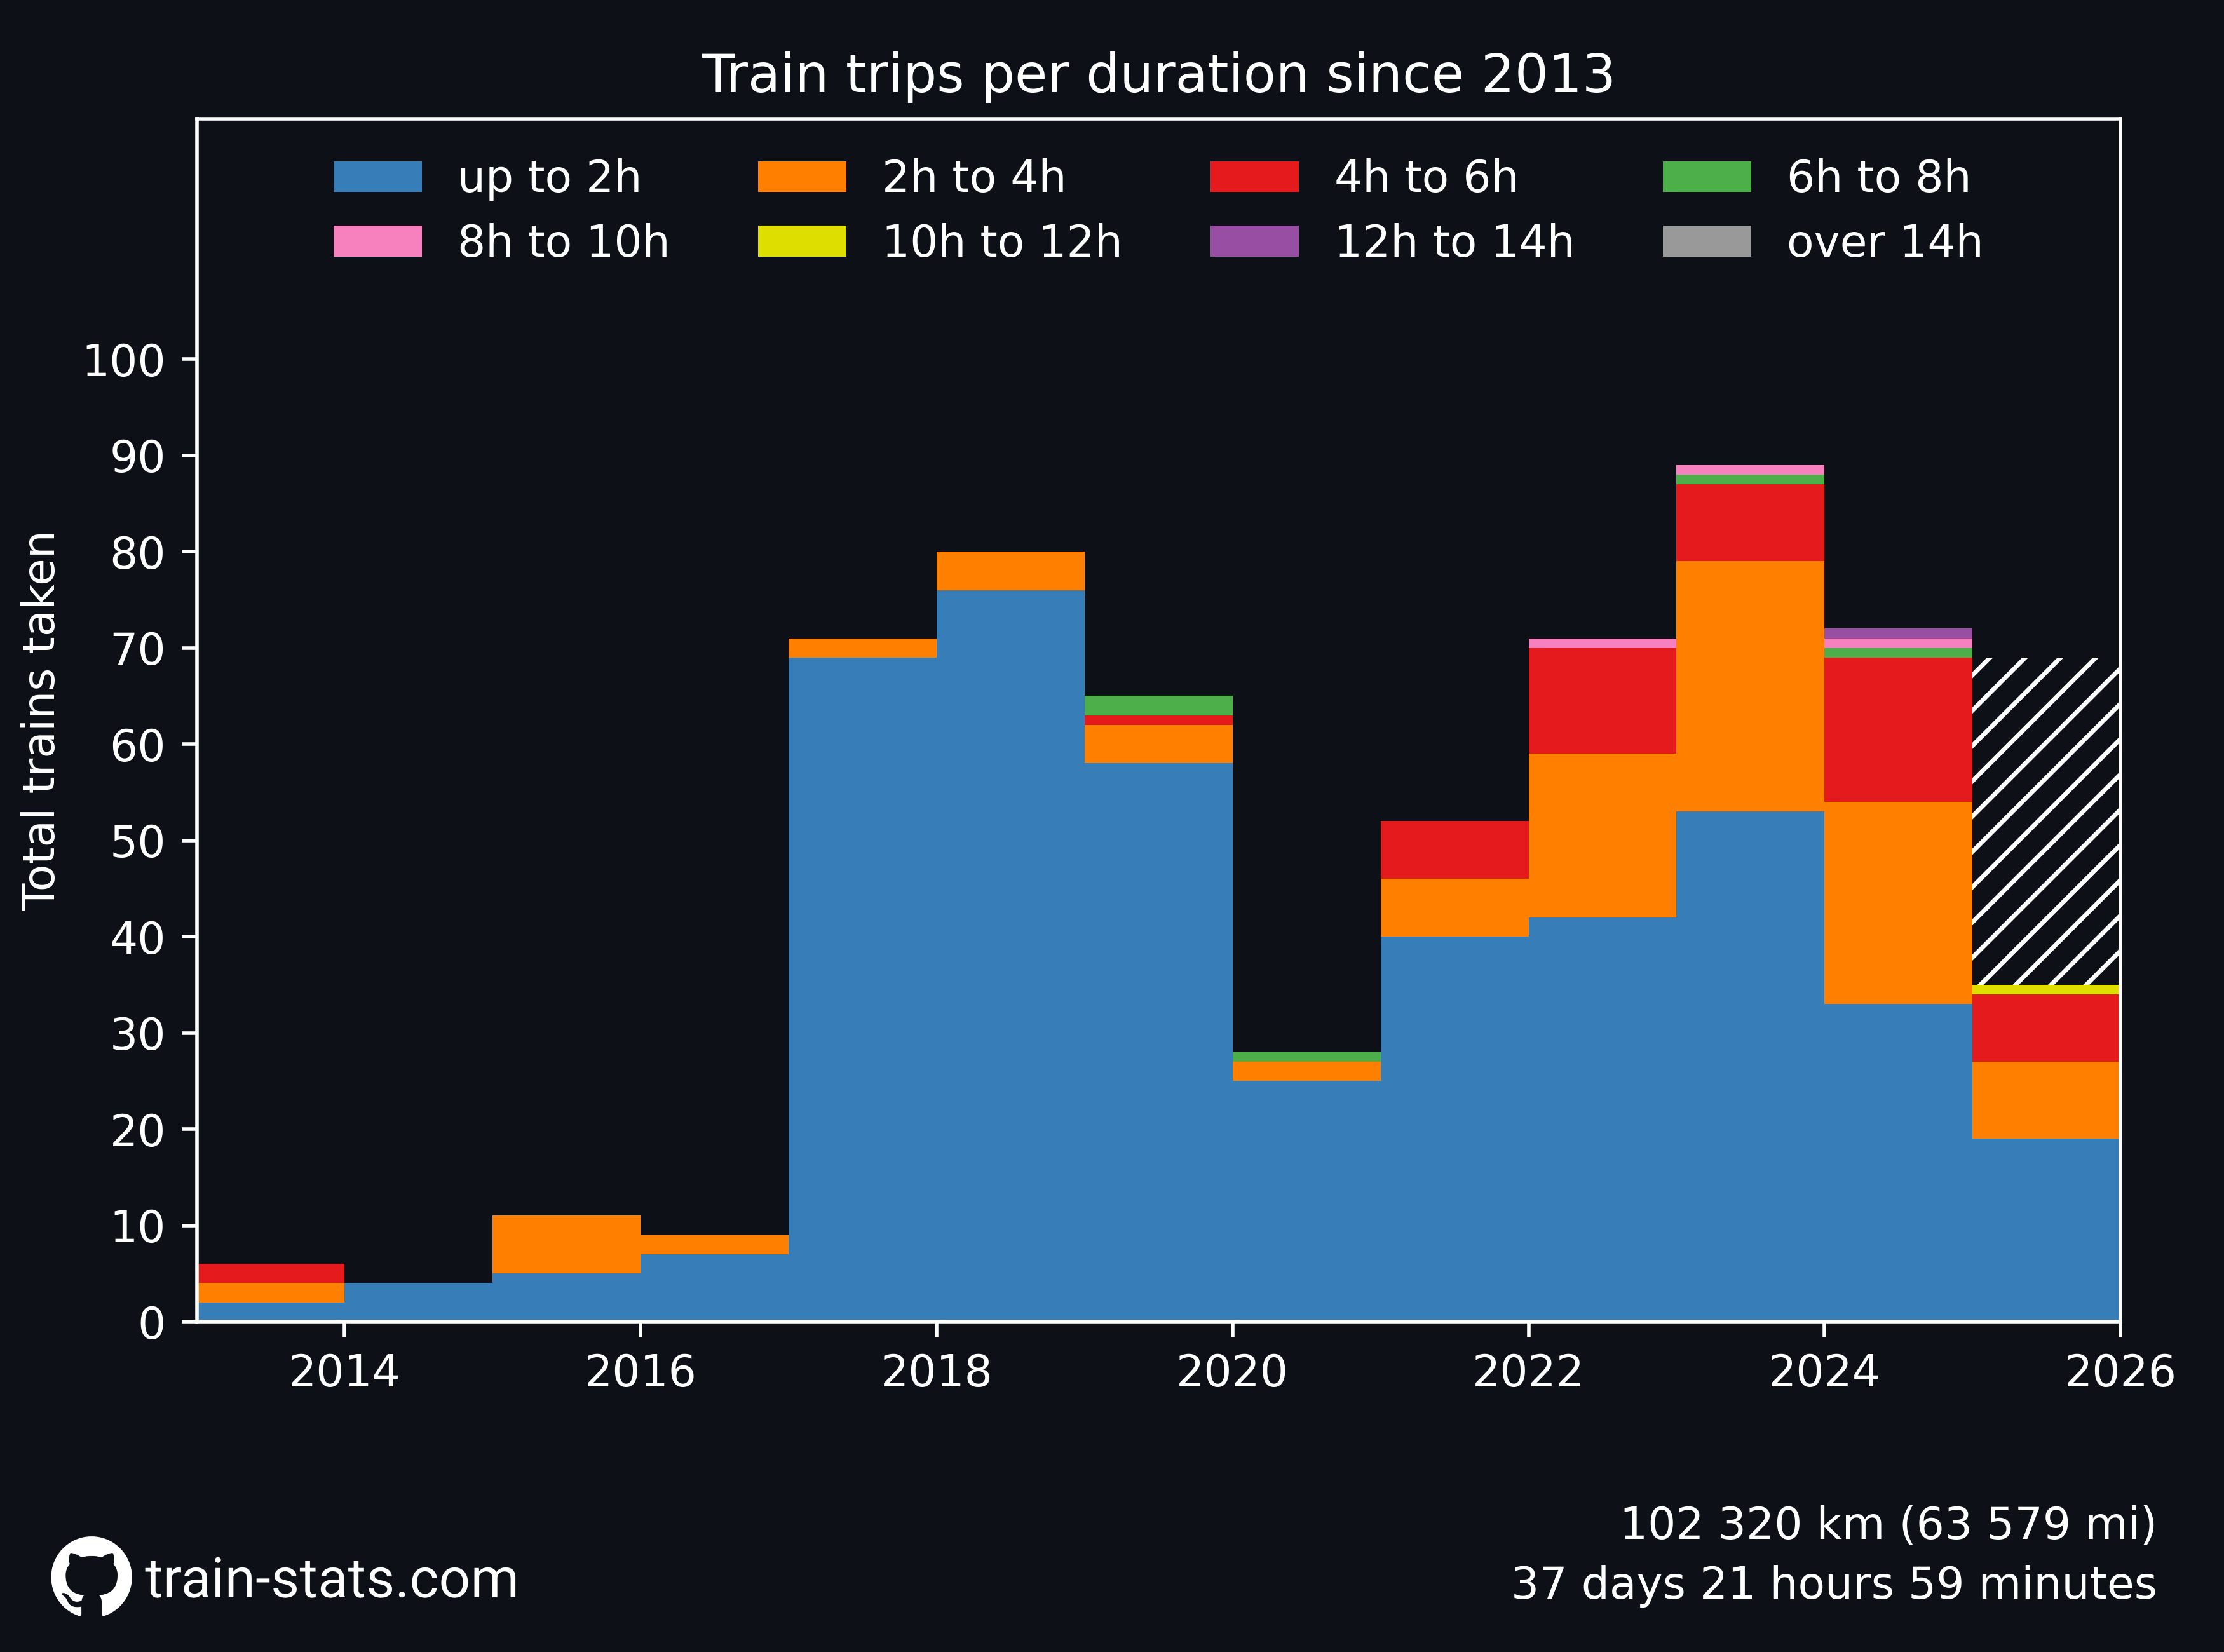 Train trips per duration since 2013
up to 2h
2h to 4h
4h to 6h
6h to 8h
8h to 10h
10h to 12h
12h to 14h
over 14h
Total trains taken
100
90
80
70
60
50
40
30
20
10
0
2014
2016
2018
2020
2022
2024
2026
102 320 km (63 579 mi)
37 days 21 hours 59 minutes
train-stats.com